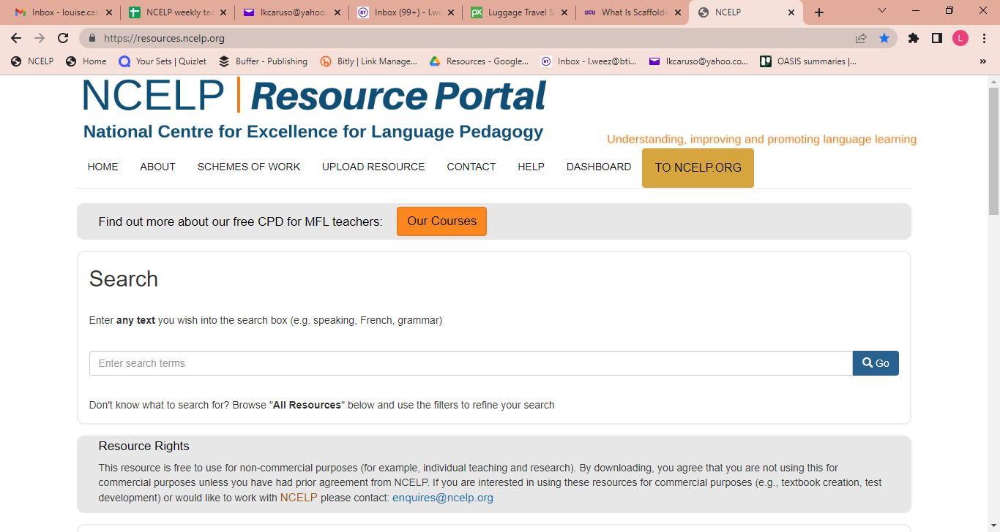 Inbox - louise.car
NCELP weekly tea
lkcaruso@yahoo.
Inbox (99+) - l.we
Luggage Travel S
What Is Scaffoldi
NCELP
https://resources.ncelp.org
NCELP
Home
Your Sets | Quizlet
Buffer - Publishing
Bitly | Link Manage...
Resources - Google...
Inbox - l.weez@bti...
lkcaruso@yahoo.co...
OASIS summaries |...
NCELP | Resource Portal
National Centre for Excellence for Language Pedagogy
Understanding, improving and promoting language learning
HOME
ABOUT
SCHEMES OF WORK
UPLOAD RESOURCE
CONTACT
HELP
DASHBOARD
TO NCELP.ORG
Find out more about our free CPD for MFL teachers:
Our Courses
Search
Enter any text you wish into the search box (e.g. speaking, French, grammar)
Enter search terms
Go
Don't know what to search for? Browse "All Resources" below and use the filters to refine your search
Resource Rights
This resource is free to use for non-commercial purposes (for example, individual teaching and research). By downloading, you agree that you are not using this for
commercial purposes unless you have had prior agreement from NCELP. If you are interested in using these resources for commercial purposes (e.g., textbook creation, test
development) or would like to work with NCELP please contact: enquires@ncelp.org